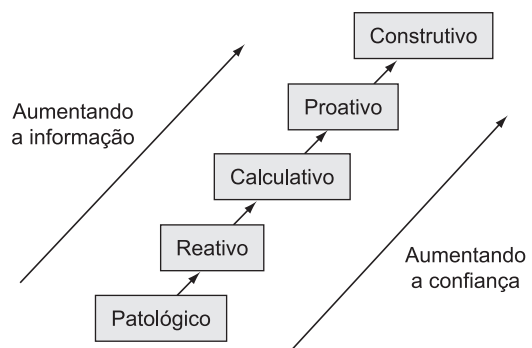 Construtivo
Proativo
Aumentando
a informação
Calculativo
Reativo
Aumentando
a confiança
Patológico